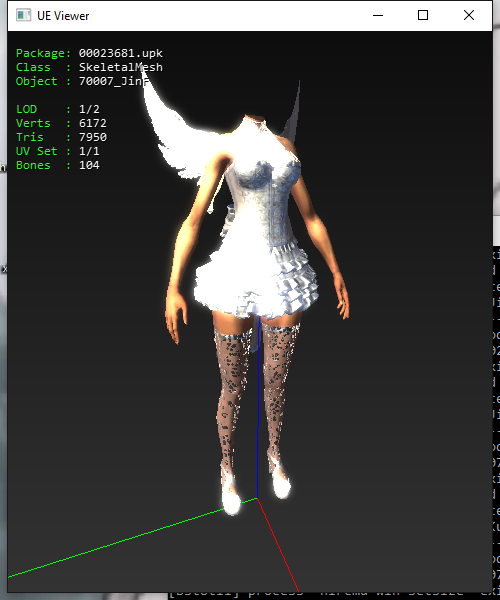 UE Viewer
Package: 00023681.upk
Class : SkeletalMesh
Object : 70007_Jin
LOD : 1/2
Verts : 6172
Tris : 7950
UV Set : 1/1
Bones : 104